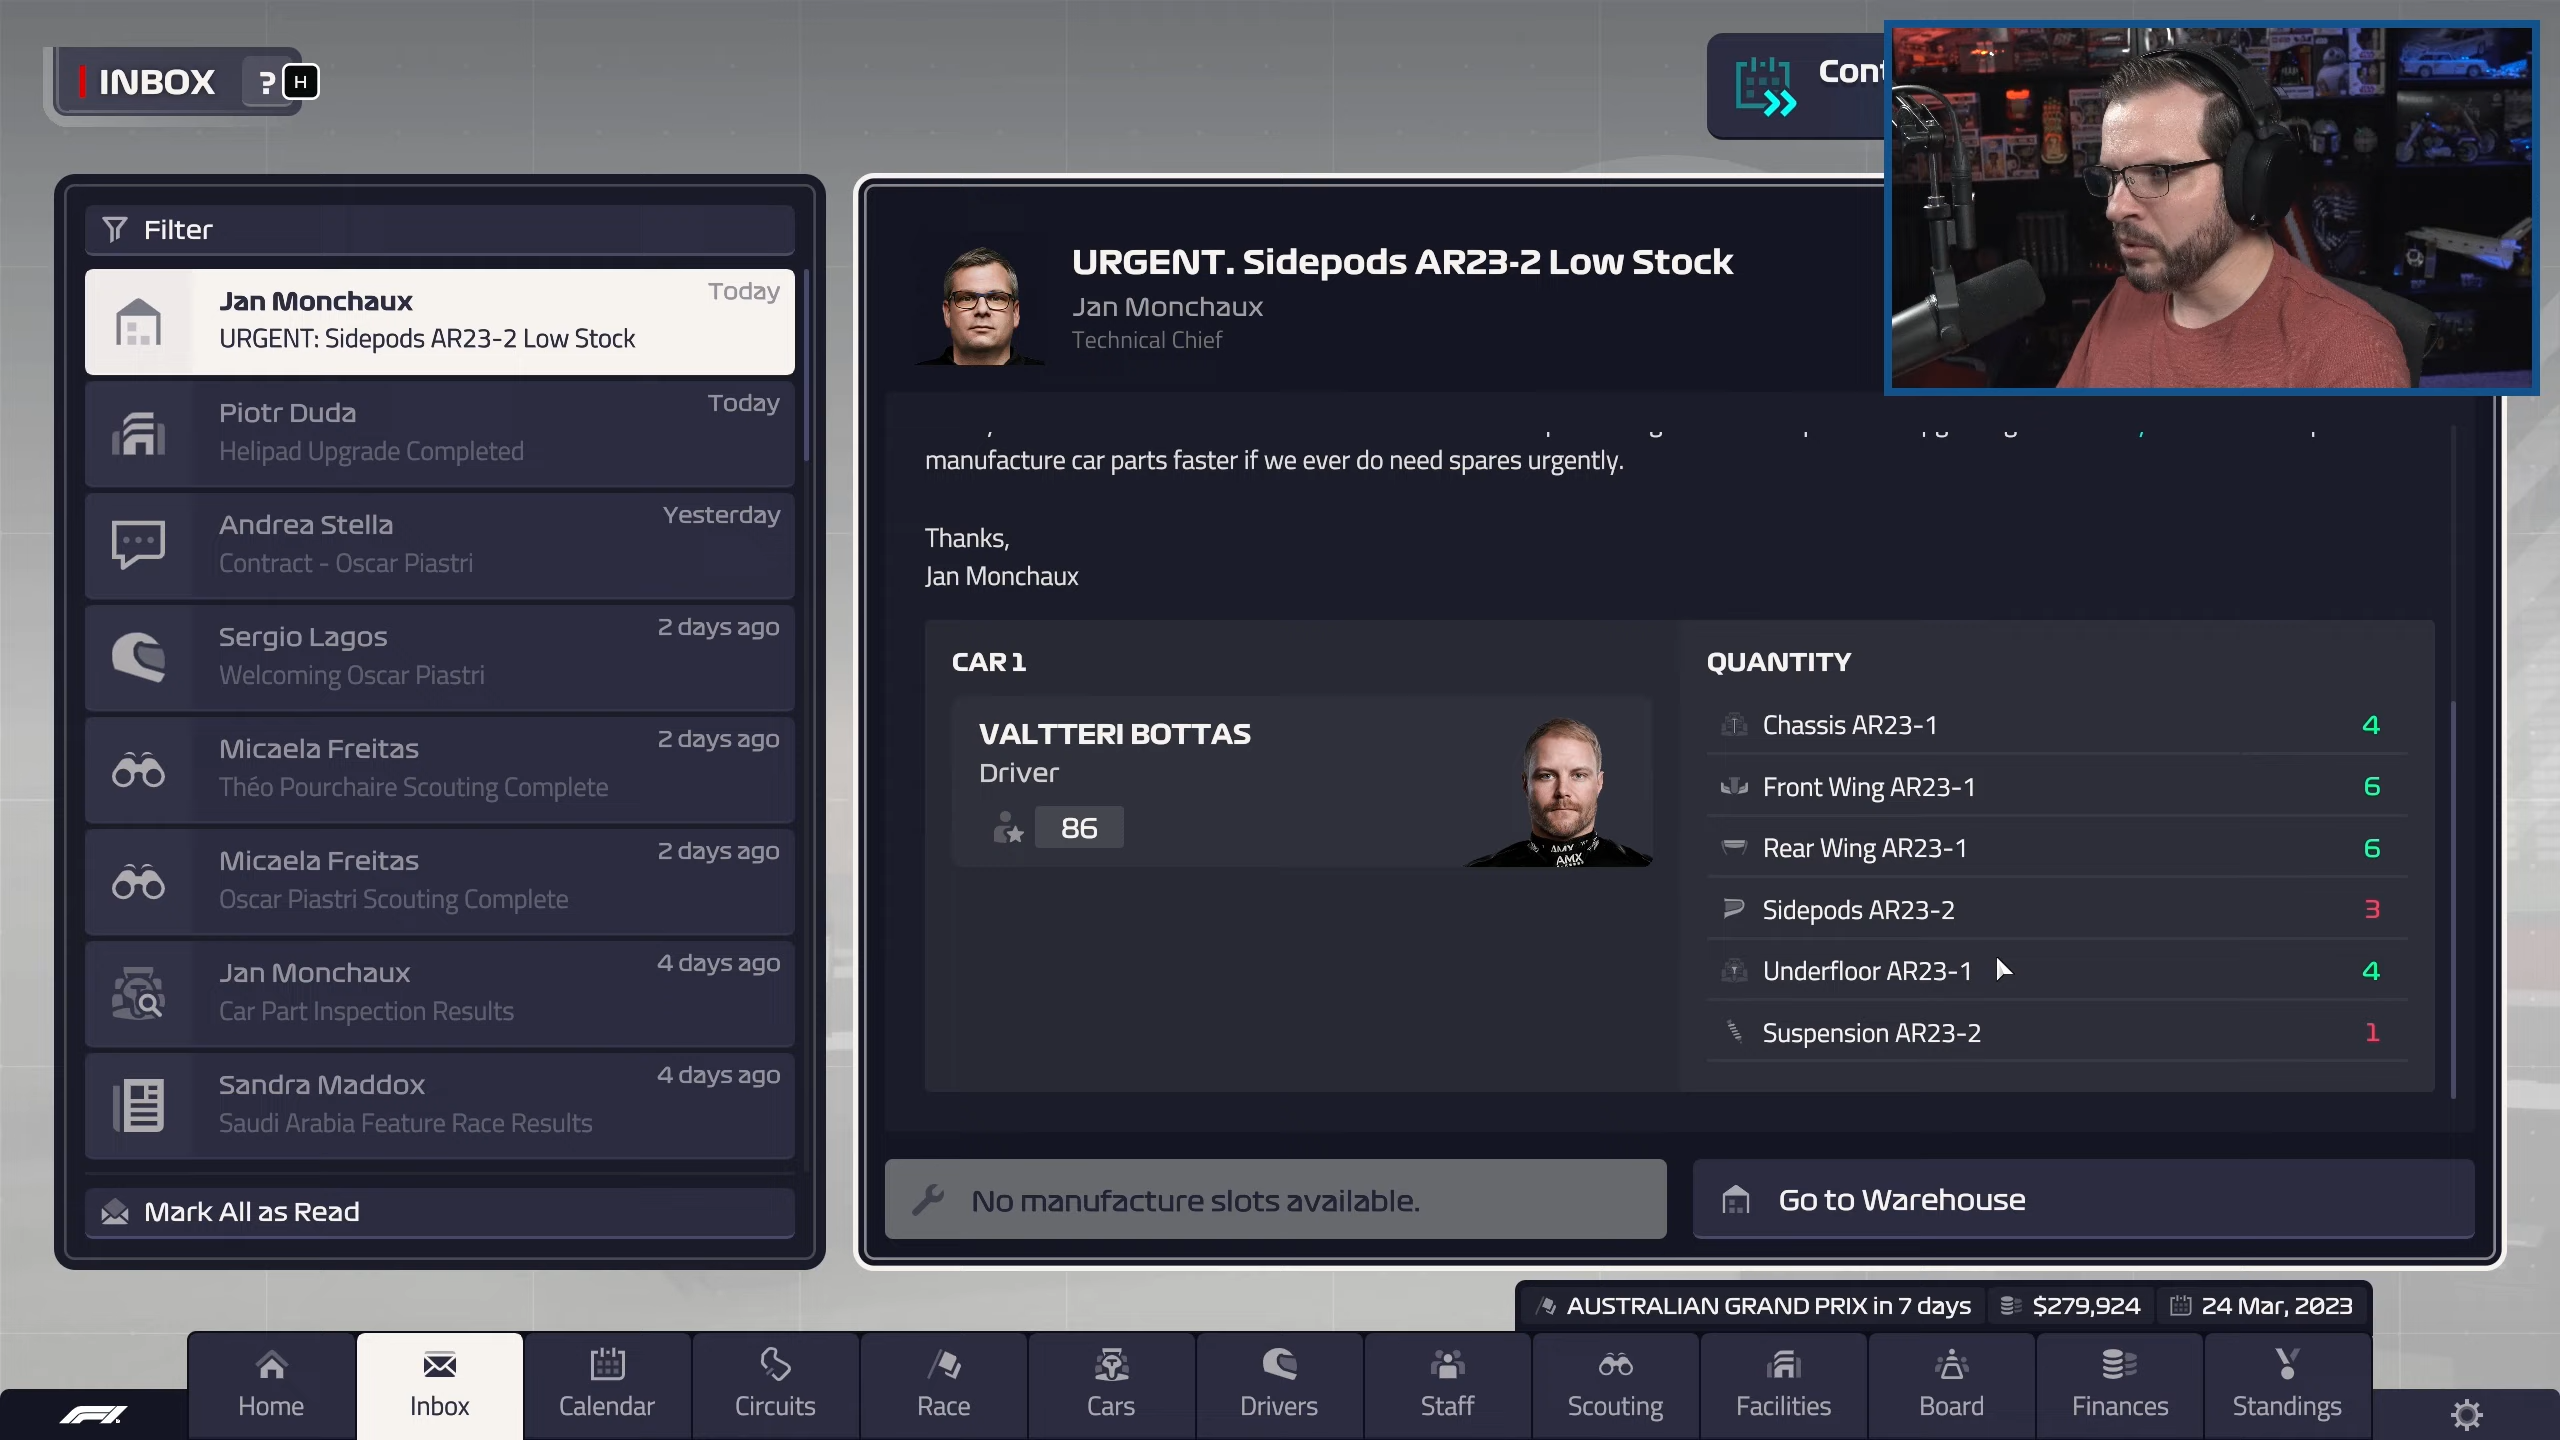 INBOX ? H
Cont
Filter
Jan Monchaux Today
URGENT: Sidepods AR23-2 Low Stock
Piotr Duda Today
Helipad Upgrade Completed
Andrea Stella Yesterday
Contract - Oscar Piastri
Sergio Lagos 2 days ago
Welcoming Oscar Piastri
Micaela Freitas 2 days ago
Théo Pourchaire Scouting Complete
Micaela Freitas 2 days ago
Oscar Piastri Scouting Complete
Jan Monchaux 4 days ago
Car Part Inspection Results
Sandra Maddox 4 days ago
Saudi Arabia Feature Race Results
Mark All as Read
URGENT. Sidepods AR23-2 Low Stock
Jan Monchaux
Technical Chief
manufacture car parts faster if we ever do need spares urgently.
Thanks,
Jan Monchaux
CAR 1
VALTTERI BOTTAS
Driver
86
AMX
QUANTITY
Chassis AR23-1 4
Front Wing AR23-1 6
Rear Wing AR23-1 6
Sidepods AR23-2 3
Underfloor AR23-1 4
Suspension AR23-2 1
No manufacture slots available.
Go to Warehouse
AUSTRALIAN GRAND PRIX in 7 days $279,924 24 Mar, 2023
Home Inbox Calendar Circuits Race Cars Drivers Staff Scouting Facilities Board Finances Standings